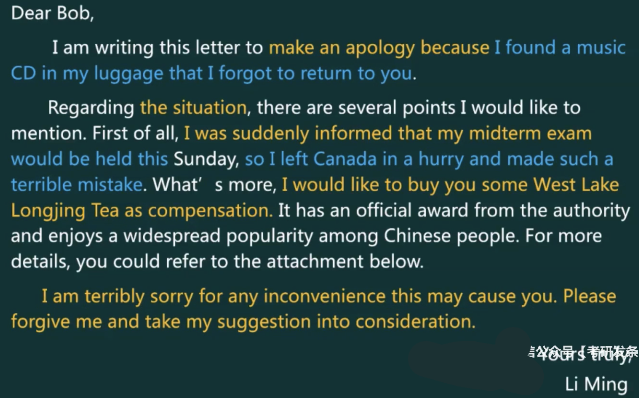 Dear Bob,
I am writing this letter to make an apology because I found a music
CD in my luggage that I forgot to return to you.
Regarding the situation, there are several points I would like to
mention. First of all, I was suddenly informed that my midterm exam
would be held this Sunday, so I left Canada in a hurry and made such a
terrible mistake. What's more, I would like to buy you some West Lake
Longjing Tea as compensation. It has an official award from the authority
and enjoys a widespread popularity among Chinese people. For more
details, you could refer to the attachment below.
I am terribly sorry for any inconvenience this may cause you. Please
forgive me and take my suggestion into consideration.
公众号【考研发条
Yours truly,
Li Ming